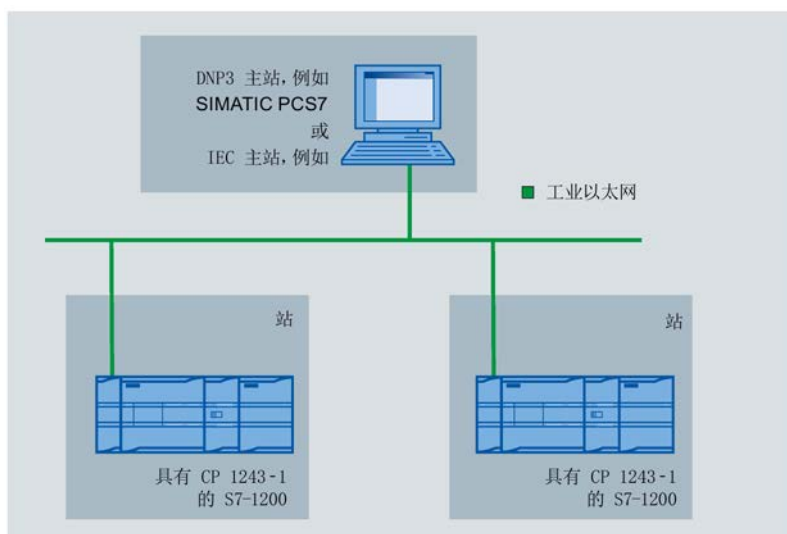 DNP3 主站,例如
SIMATIC PCS7
或
IEC 主站,例如
工业以太网
站
具有 CP 1243-1
的 S7-1200
站
具有 CP 1243-1
的 S7-1200